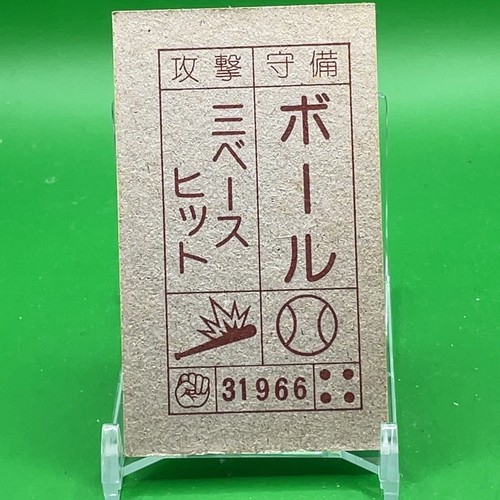 攻撃
守備
ボール
三ベース
ヒット
31966